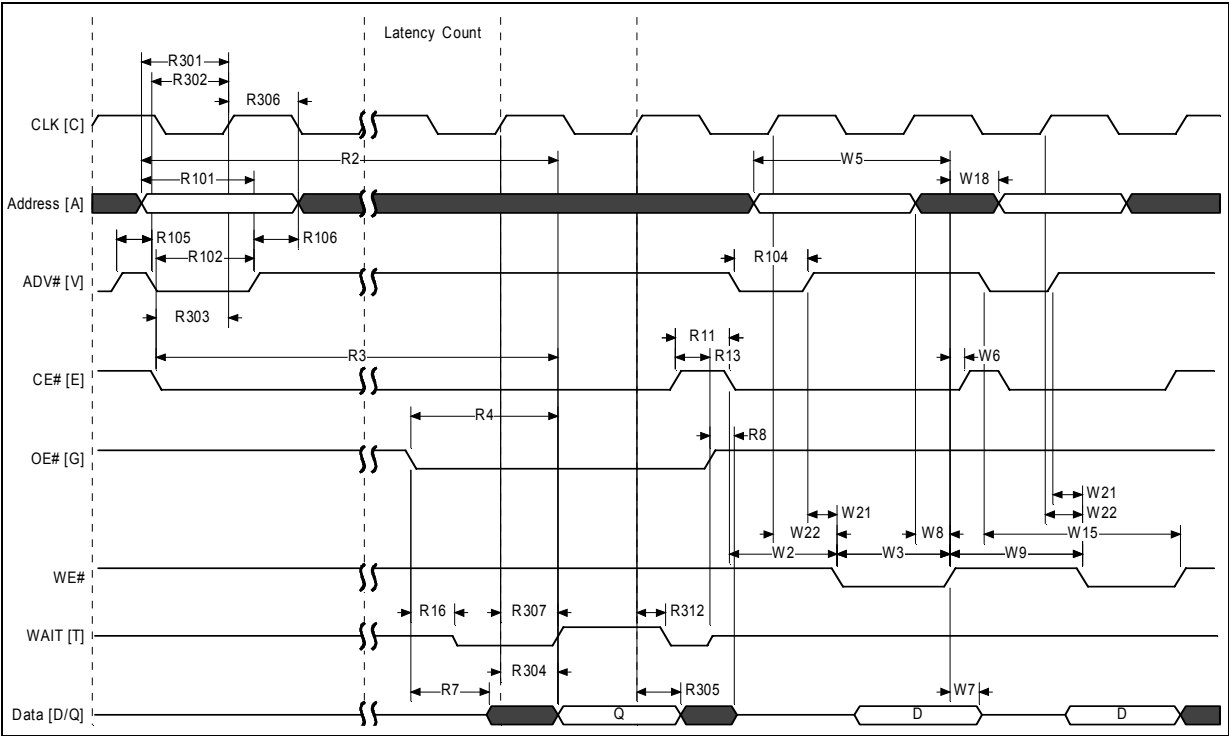 Latency Count
R301
R302
R306
CLK [C]
R2
W5
R101
W18
Address [A]
R105
R102
R106
R104
ADV# [V]
R303
R11
R3
R13
W6
CE# [E]
R4
R8
OE# [G]
W21
W21
W22
W22
W8
W15
W2
W3
W9
WE#
R16
R307
R312
WAIT [T]
R304
R7
R305
W7
Data [D/Q]
Q
D
D